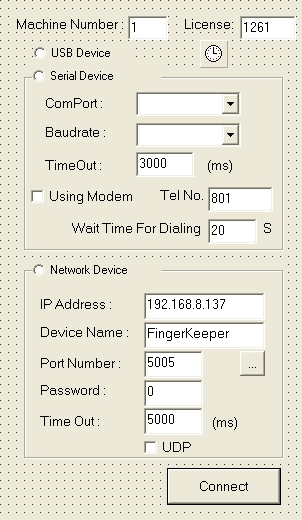 Machine Number : 1 License: 1261
USB Device
Serial Device
ComPort :
Baudrate :
TimeOut : 3000 (ms)
Using Modem Tel No. 801
Wait Time For Dialing 20 S
Network Device
IP Address : 192.168.8.137
Device Name : FingerKeeper
Port Number : 5005 ...
Password : 0
Time Out : 5000 (ms)
UDP
Connect